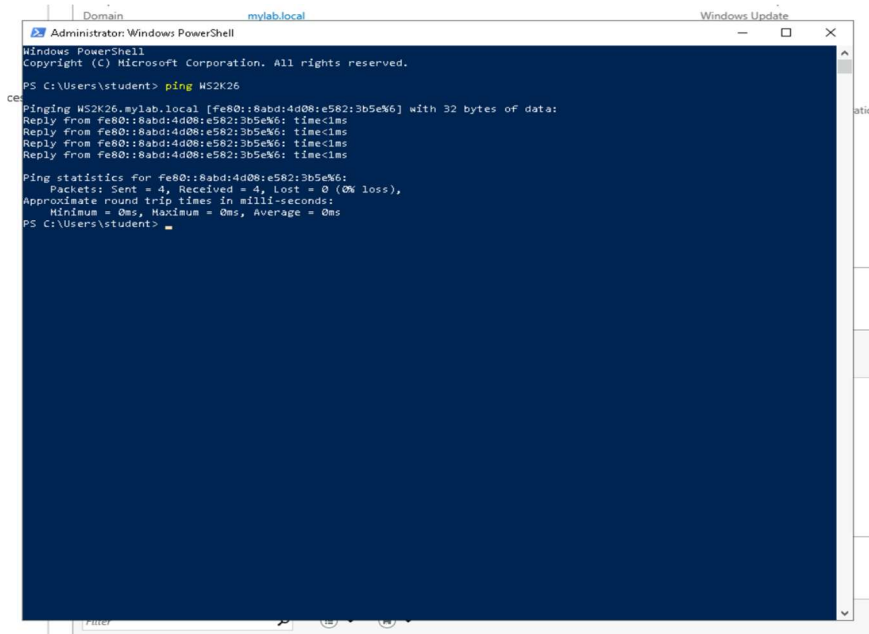 Domain mylab.local Windows Update
Administrator: Windows PowerShell
Windows PowerShell
Copyright (C) Microsoft Corporation. All rights reserved.
PS C:\Users\student> ping WS2K26
Pinging WS2K26.mylab.local [fe80::8abd:4d08:e582:3b5e%6] with 32 bytes of data:
Reply from fe80::8abd:4d08:e582:3b5e%6: time<1ms
Reply from fe80::8abd:4d08:e582:3b5e%6: time<1ms
Reply from fe80::8abd:4d08:e582:3b5e%6: time<1ms
Reply from fe80::8abd:4d08:e582:3b5e%6: time<1ms
Ping statistics for fe80::8abd:4d08:e582:3b5e%6:
Packets: Sent = 4, Received = 4, Lost = 0 (0% loss),
Approximate round trip times in milli-seconds:
Minimum = 0ms, Maximum = 0ms, Average = 0ms
PS C:\Users\student>
Filter